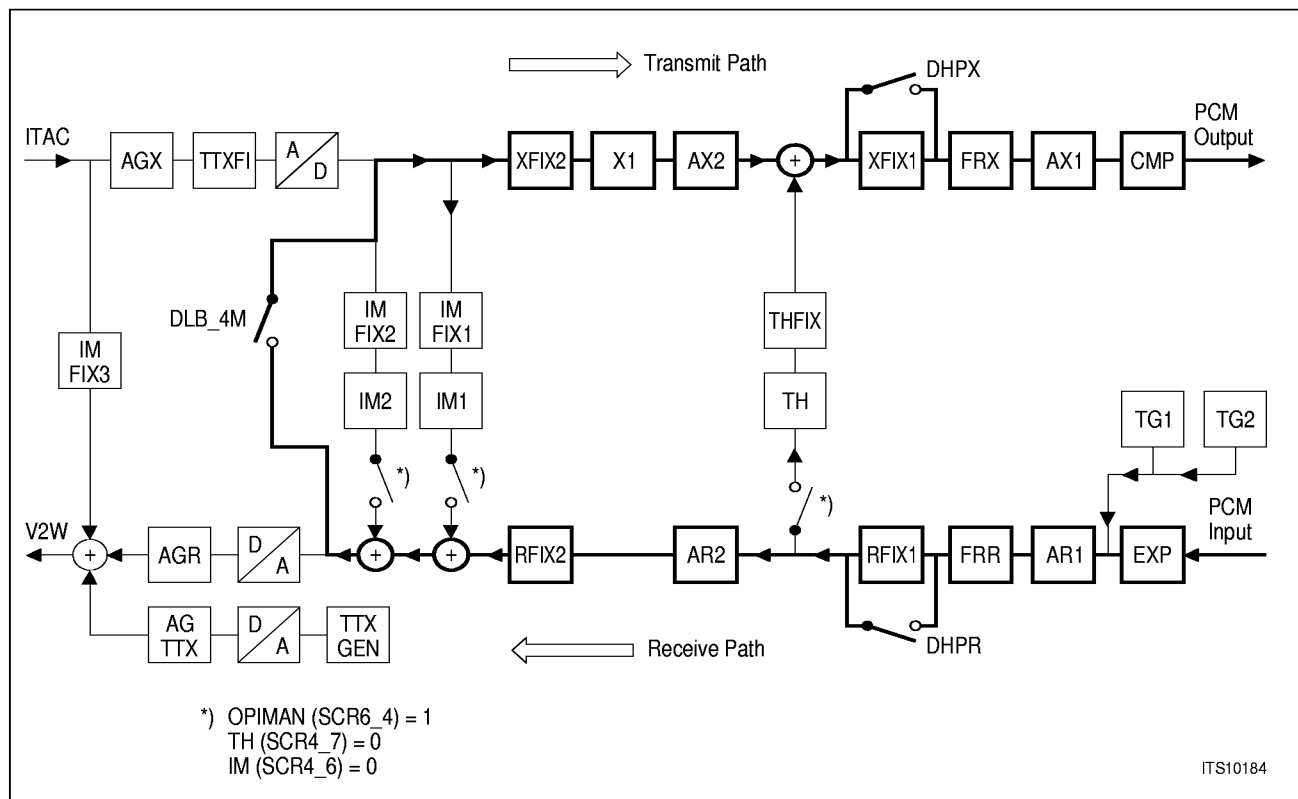 Transmit Path
DHPX
ITAC
AGX
TTXFI
A
D
XFIX2
X1
AX2
+
XFIX1
FRX
AX1
CMP
PCM
Output
DLB_4M
IM
FIX3
IM
FIX2
IM
FIX1
IM2
IM1
*)
*)
THFIX
TH
*)
TG1
TG2
PCM
Input
V2W
+
AGR
D
A
+
+
RFIX2
AR2
RFIX1
FRR
AR1
EXP
AG
TTX
D
A
TTX
GEN
Receive Path
DHPR
*) OPIMAN (SCR6_4) = 1
TH (SCR4_7) = 0
IM (SCR4_6) = 0
ITS10184